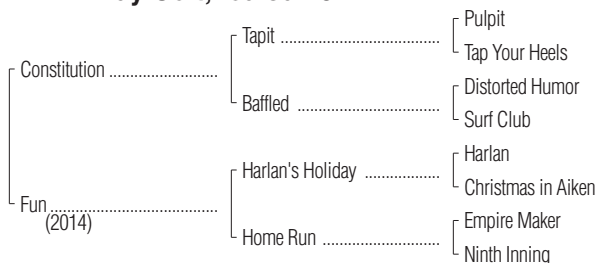 Pulpit
Tapit
Tap Your Heels
Constitution
Distorted Humor
Baffled
Surf Club
Harlan
Harlan's Holiday
Christmas in Aiken
Fun
(2014)
Empire Maker
Home Run
Ninth Inning